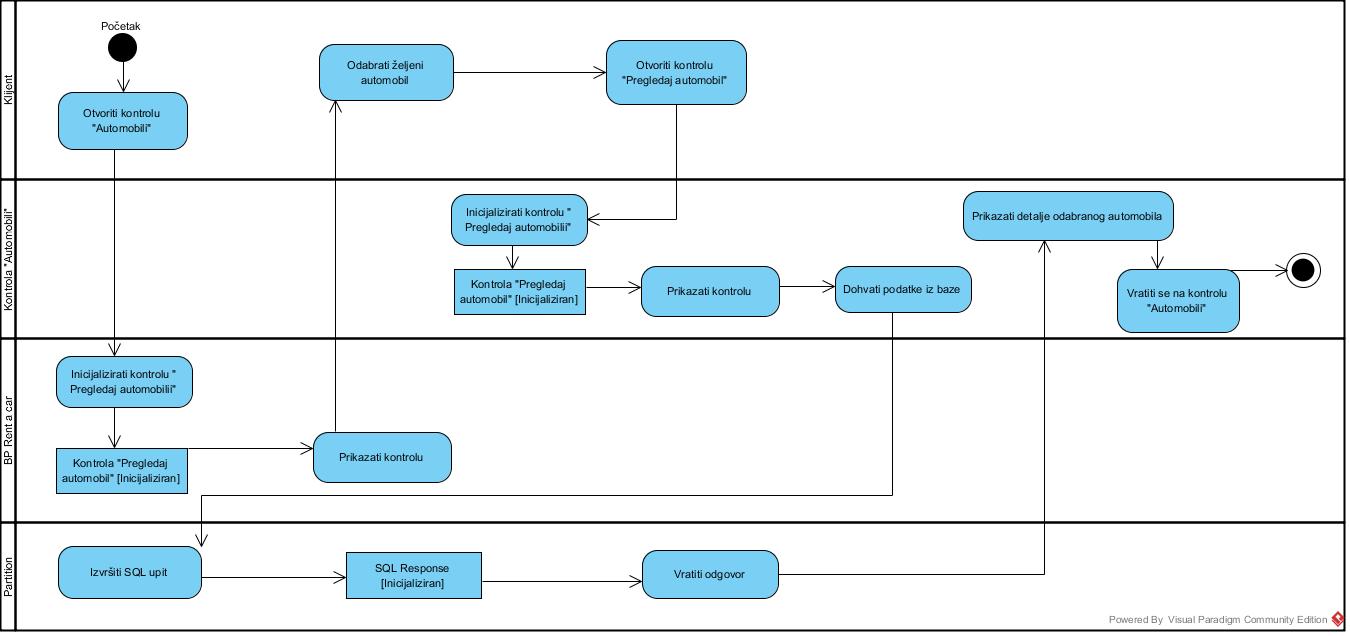 Klijent
Početak
Otvoriti kontrolu
"Automobili"
Odabrati željeni
automobil
Otvoriti kontrolu
"Pregledaj automobil"
Kontrola "Automobili"
Inicijalizirati kontrolu "
Pregledaj automobilii"
Kontrola "Pregledaj
automobil" [Inicijaliziran]
Prikazati kontrolu
Dohvati podatke iz baze
Prikazati detalje odabranog automobila
Vratiti se na kontrolu
"Automobili"
BP Rent a car
Inicijalizirati kontrolu "
Pregledaj automobilii"
Kontrola "Pregledaj
automobil" [Inicijaliziran]
Prikazati kontrolu
Partition
Izvršiti SQL upit
SQL Response
[Inicijaliziran]
Vratiti odgovor
Powered By Visual Paradigm Community Edition